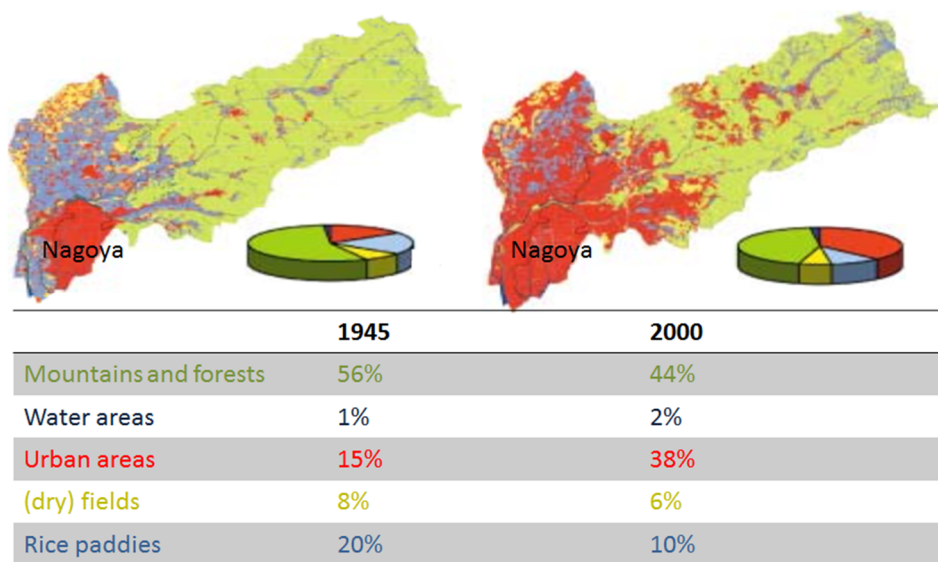 Nagoya
Nagoya
1945 2000
Mountains and forests 56% 44%
Water areas 1% 2%
Urban areas 15% 38%
(dry) fields 8% 6%
Rice paddies 20% 10%